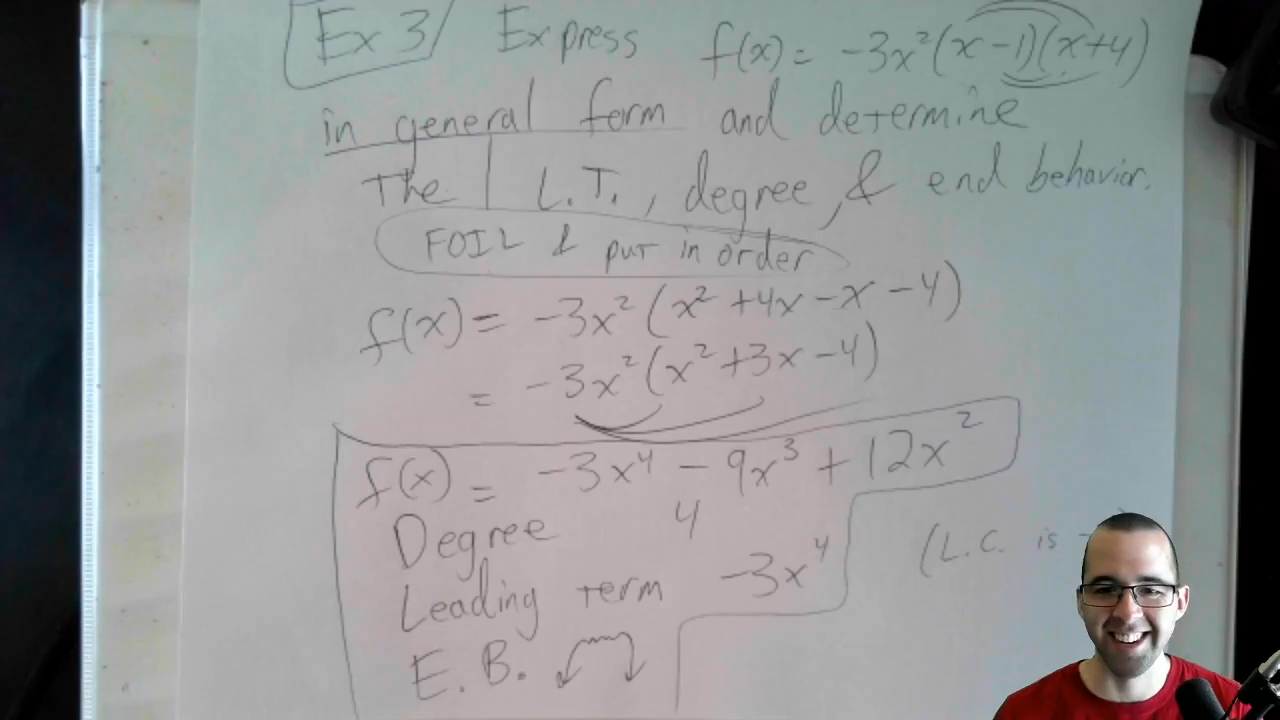 Ex 3 Express f(x) = -3x²(x-1)(x+4)
in general form and determine
the L.T., degree, & end behavior.
FOIL & put in order
f(x) = -3x²(x² +4x -x -4)
= -3x²(x² +3x -4)
f(x) = -3x⁴ - 9x³ + 12x²
Degree 4
Leading term -3x⁴
(L.C. is
E.B.